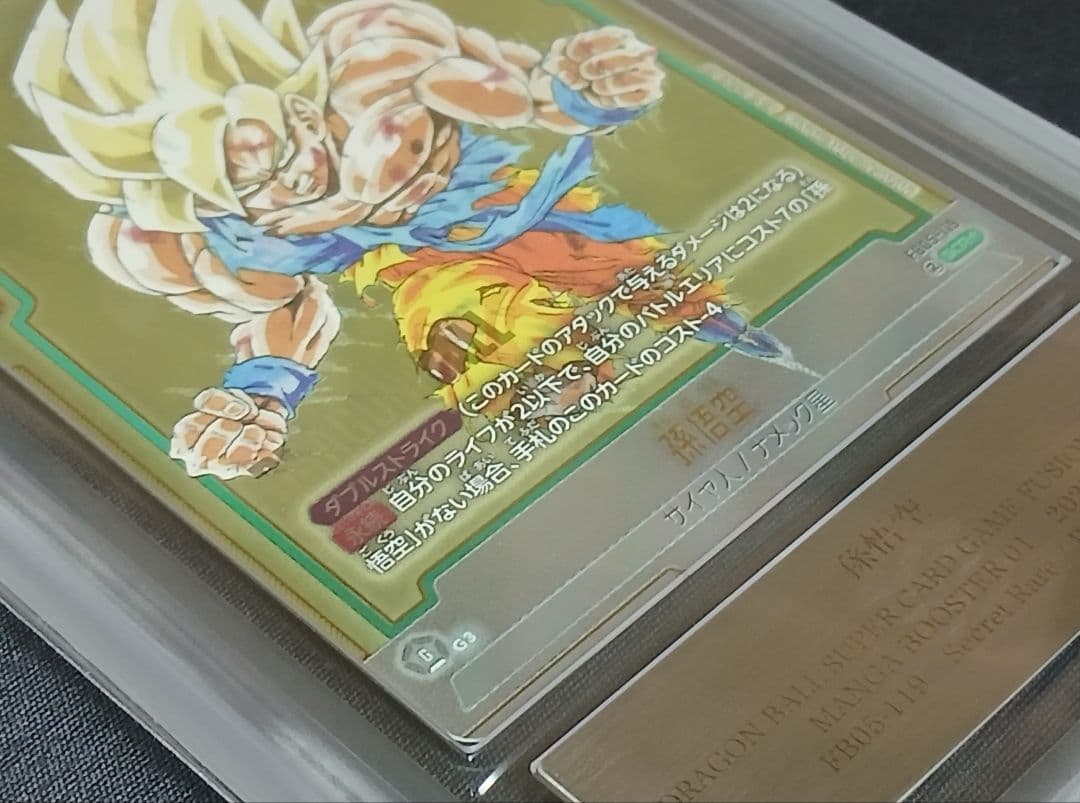 FB05-119
ダブルストライク (このカードのアタックで与えるダメージは2になる)
永続 自分のライフが2以下で、自分のバトルエリアにコスト7の「孫
悟空」がない場合、手札のこのカードのコスト-4。
孫悟空
サイヤ人 / ナメック星
G G3
孫悟空
DRAGON BALL SUPER CARD GAME FUSION
MANGA BOOSTER 01 202
FB05-119 Secret Rare